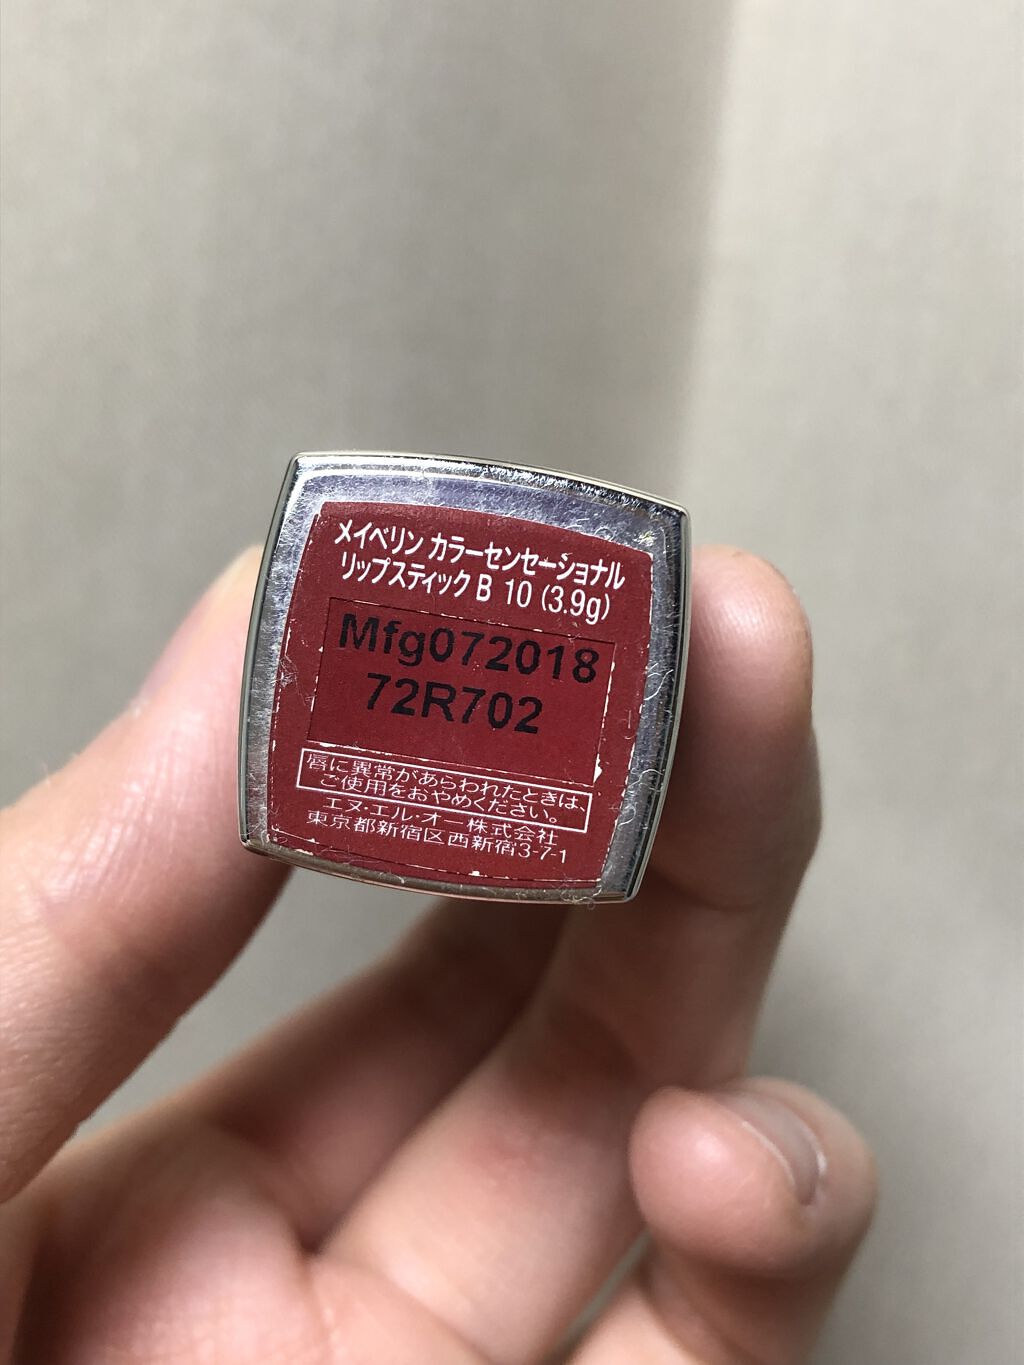 メイベリン カラーセンセーショナル
リップスティック B 10 (3.9g)
Mfg072018
72R702
唇に異常があらわれたときは、
ご使用をおやめください。
エヌ・エル・オー株式会社
東京都新宿区西新宿3-7-1